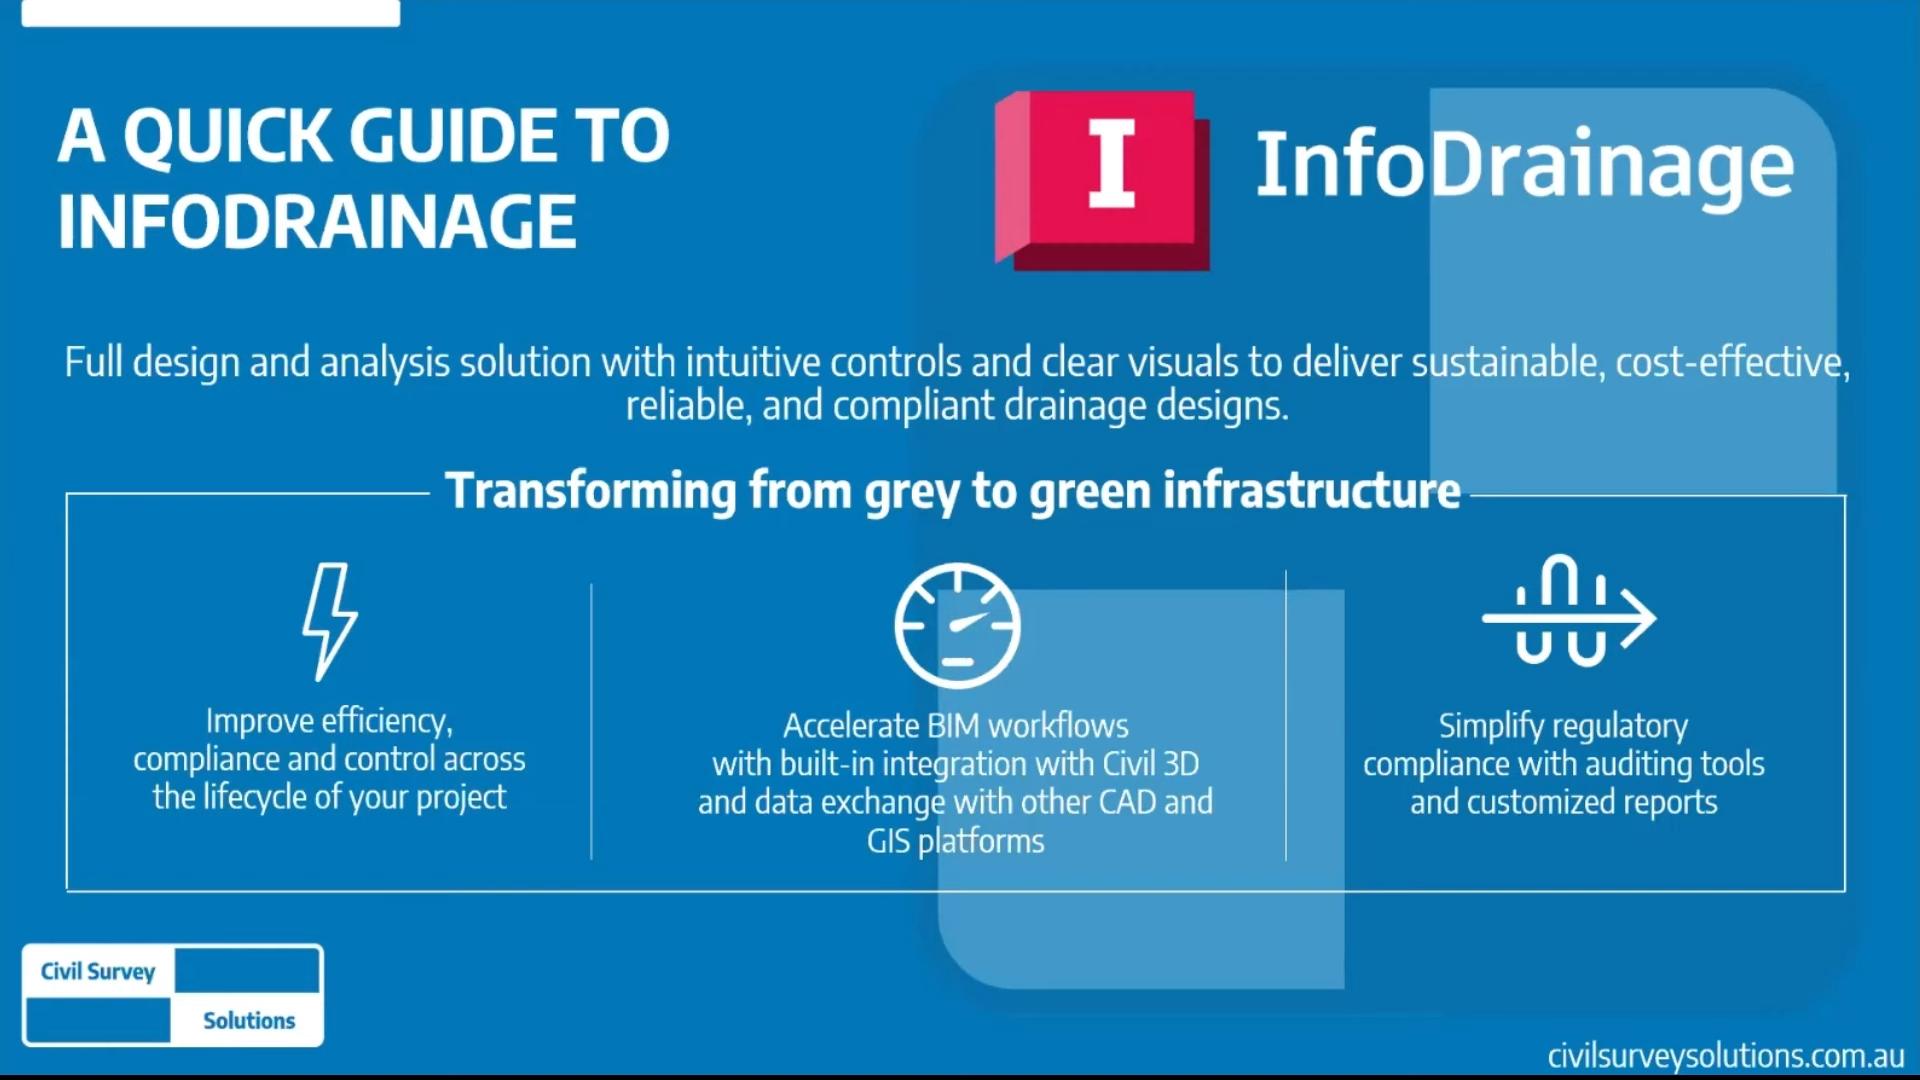 A QUICK GUIDE TO
INFODRAINAGE
I
InfoDrainage
Full design and analysis solution with intuitive controls and clear visuals to deliver sustainable, cost-effective,
reliable, and compliant drainage designs.
Transforming from grey to green infrastructure
Improve efficiency,
compliance and control across
the lifecycle of your project
Accelerate BIM workflows
with built-in integration with Civil 3D
and data exchange with other CAD and
GIS platforms
Simplify regulatory
compliance with auditing tools
and customized reports
Civil Survey
Solutions
civilsurveysolutions.com.au